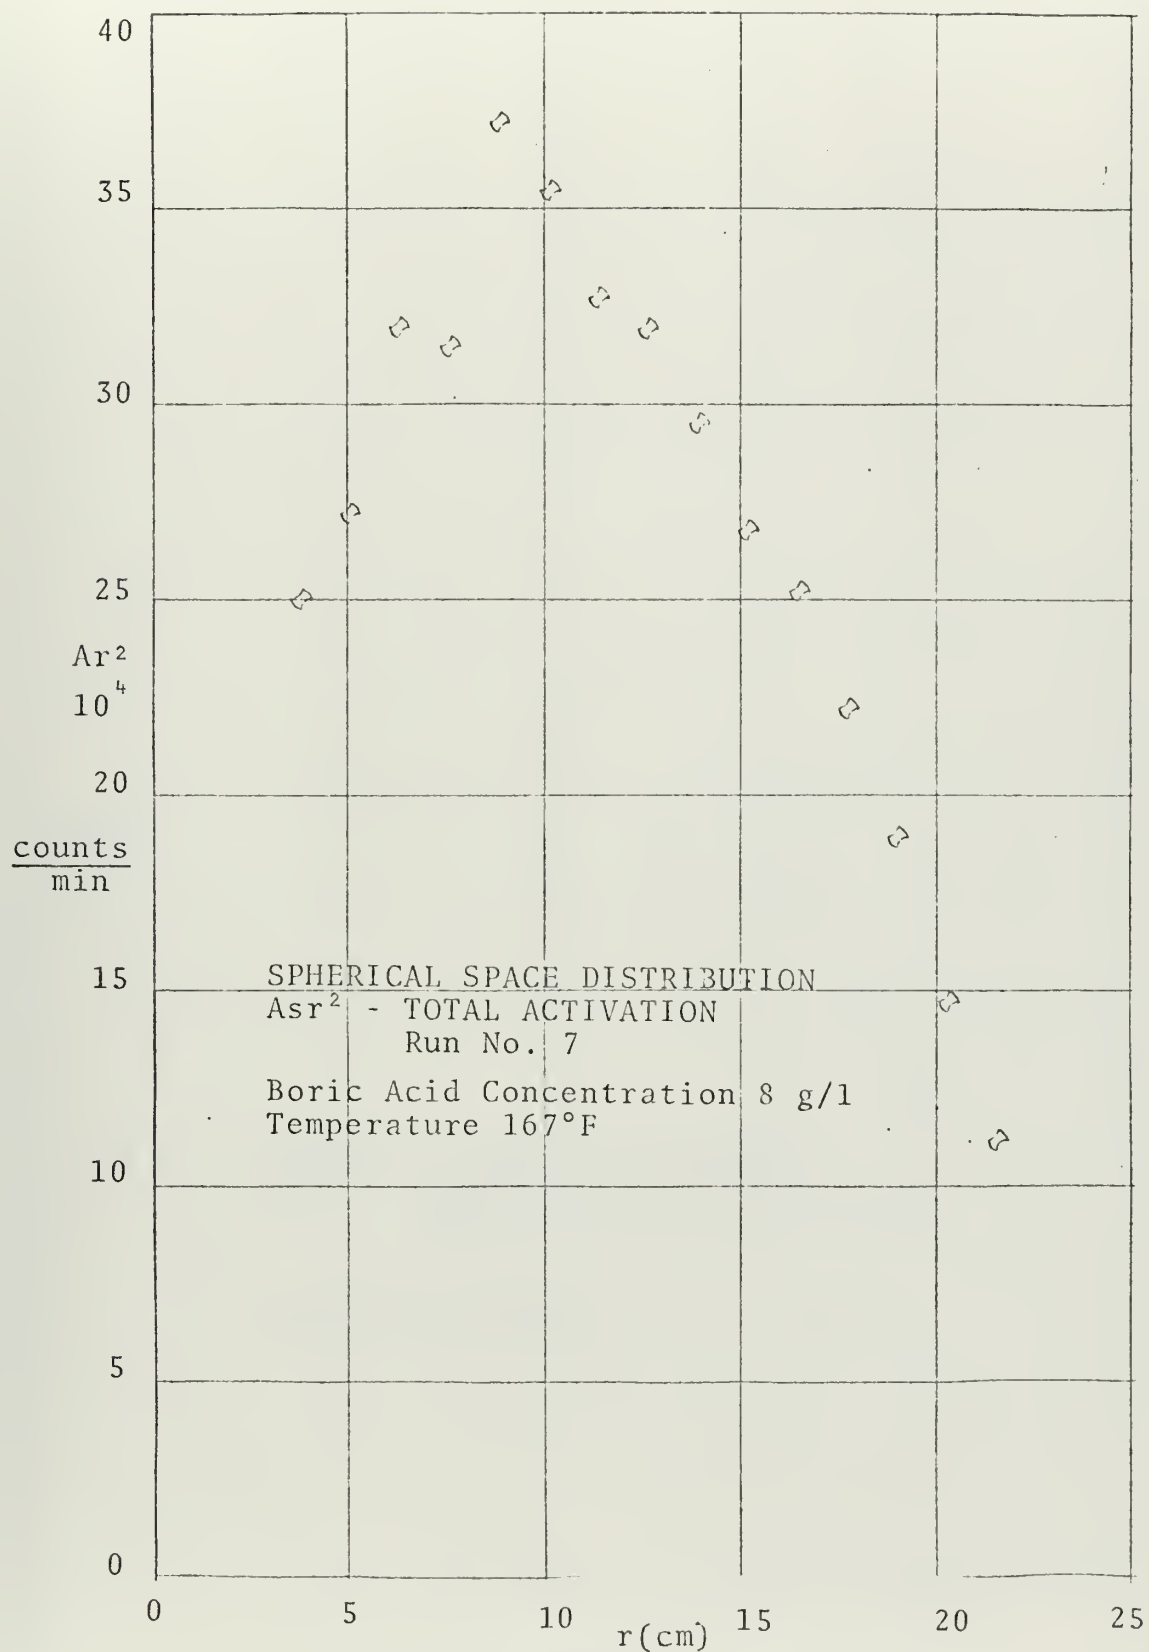 40
35
30
25
Ar²
10⁴
20
counts
min
15
SPHERICAL SPACE DISTRIBUTION
Asr² - TOTAL ACTIVATION
Run No. 7
Boric Acid Concentration 8 g/l
Temperature 167°F
10
5
0
0 5 10 15 20 25
r(cm)